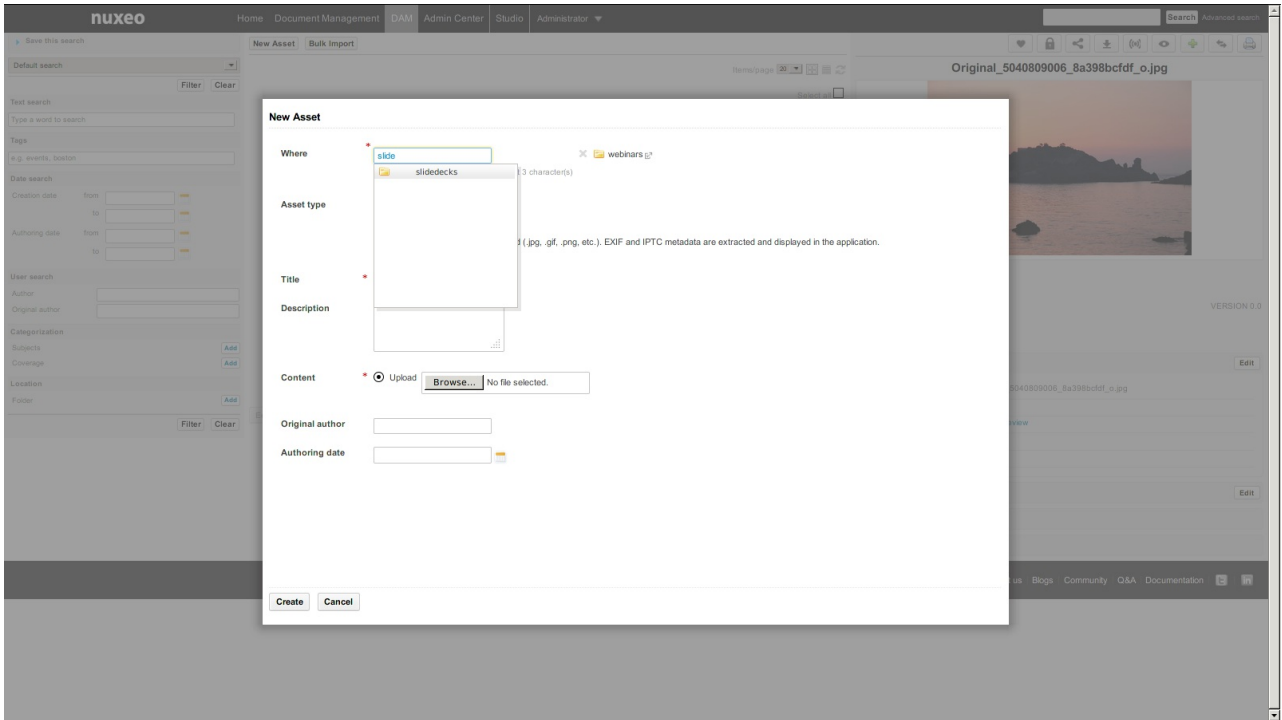 nuxeo
Home Document Management DAM Admin Center Studio Administrator
Search Advanced search
Save this search
Default search
Filter Clear
Text search
Type a word to search
Tags
e.g. events, boston
Date search
Creation date from
to
Authoring date from
to
User search
Author
Original author
Categorization
Subjects Add
Coverage Add
Location
Folder Add
Filter Clear
New Asset Bulk Import
Items/page 20
Select all
Original_5040809006_8a398bcfdf_o.jpg
VERSION 0.0
Edit
5040809006_8a398bcfdf_o.jpg
Edit
New Asset
Where * slide webinars
3 character(s)
slidedecks
Asset type
(.jpg, .gif, .png, etc.). EXIF and IPTC metadata are extracted and displayed in the application.
Title *
Description
Content * Upload Browse... No file selected.
Original author
Authoring date
Create Cancel
us Blogs Community Q&A Documentation